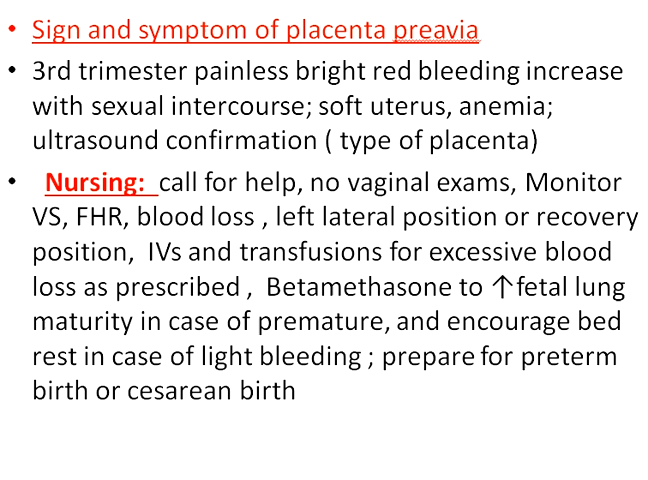 • Sign and symptom of placenta preavia
• 3rd trimester painless bright red bleeding increase
with sexual intercourse; soft uterus, anemia;
ultrasound confirmation ( type of placenta)
• Nursing: call for help, no vaginal exams, Monitor
VS, FHR, blood loss , left lateral position or recovery
position, IVs and transfusions for excessive blood
loss as prescribed , Betamethasone to ↑fetal lung
maturity in case of premature, and encourage bed
rest in case of light bleeding ; prepare for preterm
birth or cesarean birth